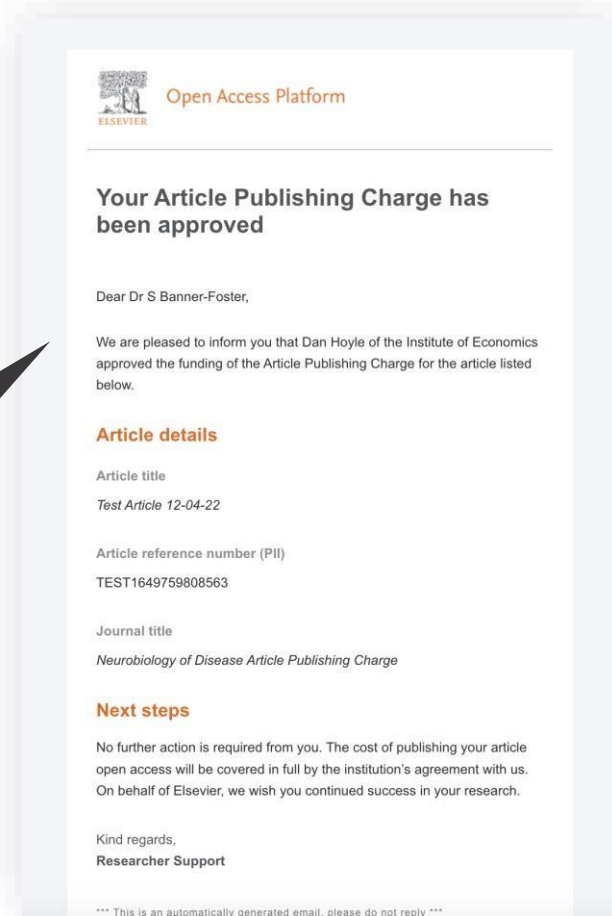 ELSEVIER
Open Access Platform
Your Article Publishing Charge has
been approved
Dear Dr S Banner-Foster,
We are pleased to inform you that Dan Hoyle of the Institute of Economics
approved the funding of the Article Publishing Charge for the article listed
below.
Article details
Article title
Test Article 12-04-22
Article reference number (PII)
TEST1649759808563
Journal title
Neurobiology of Disease Article Publishing Charge
Next steps
No further action is required from you. The cost of publishing your article
open access will be covered in full by the institution's agreement with us.
On behalf of Elsevier, we wish you continued success in your research.
Kind regards,
Researcher Support
*** This is an automatically generated email, please do not reply ***